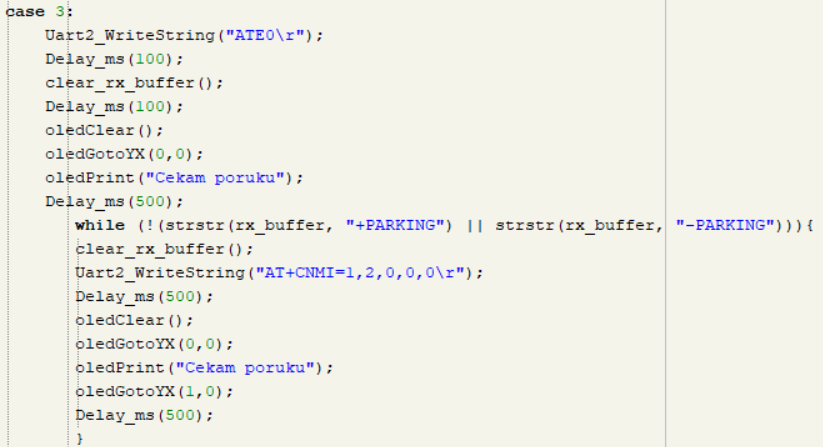 case 3:
Uart2_WriteString("ATE0\r");
Delay_ms(100);
clear_rx_buffer();
Delay_ms(100);
oledClear();
oledGotoYX(0,0);
oledPrint("Cekam poruku");
Delay_ms(500);
while (!(strstr(rx_buffer, "+PARKING") || strstr(rx_buffer, "-PARKING"))){
clear_rx_buffer();
Uart2_WriteString("AT+CNMI=1,2,0,0,0\r");
Delay_ms(500);
oledClear();
oledGotoYX(0,0);
oledPrint("Cekam poruku");
oledGotoYX(1,0);
Delay_ms(500);
}